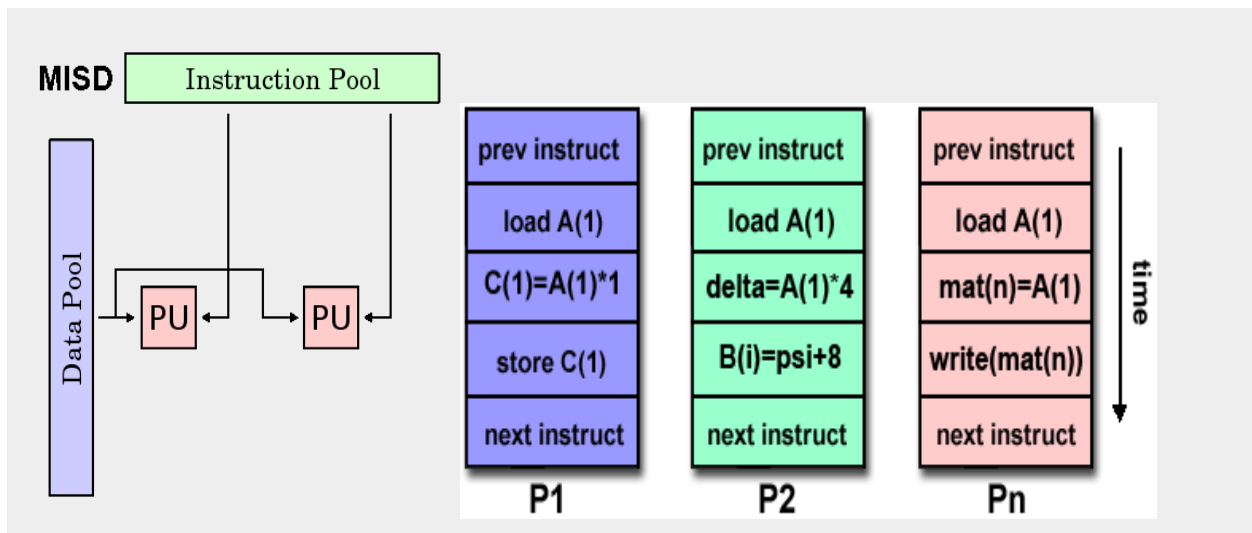 MISD
Instruction Pool
Data Pool
PU
PU
prev instruct
load A(1)
C(1)=A(1)*1
store C(1)
next instruct
P1
prev instruct
load A(1)
delta=A(1)*4
B(i)=psi+8
next instruct
P2
prev instruct
load A(1)
mat(n)=A(1)
write(mat(n))
next instruct
Pn
time